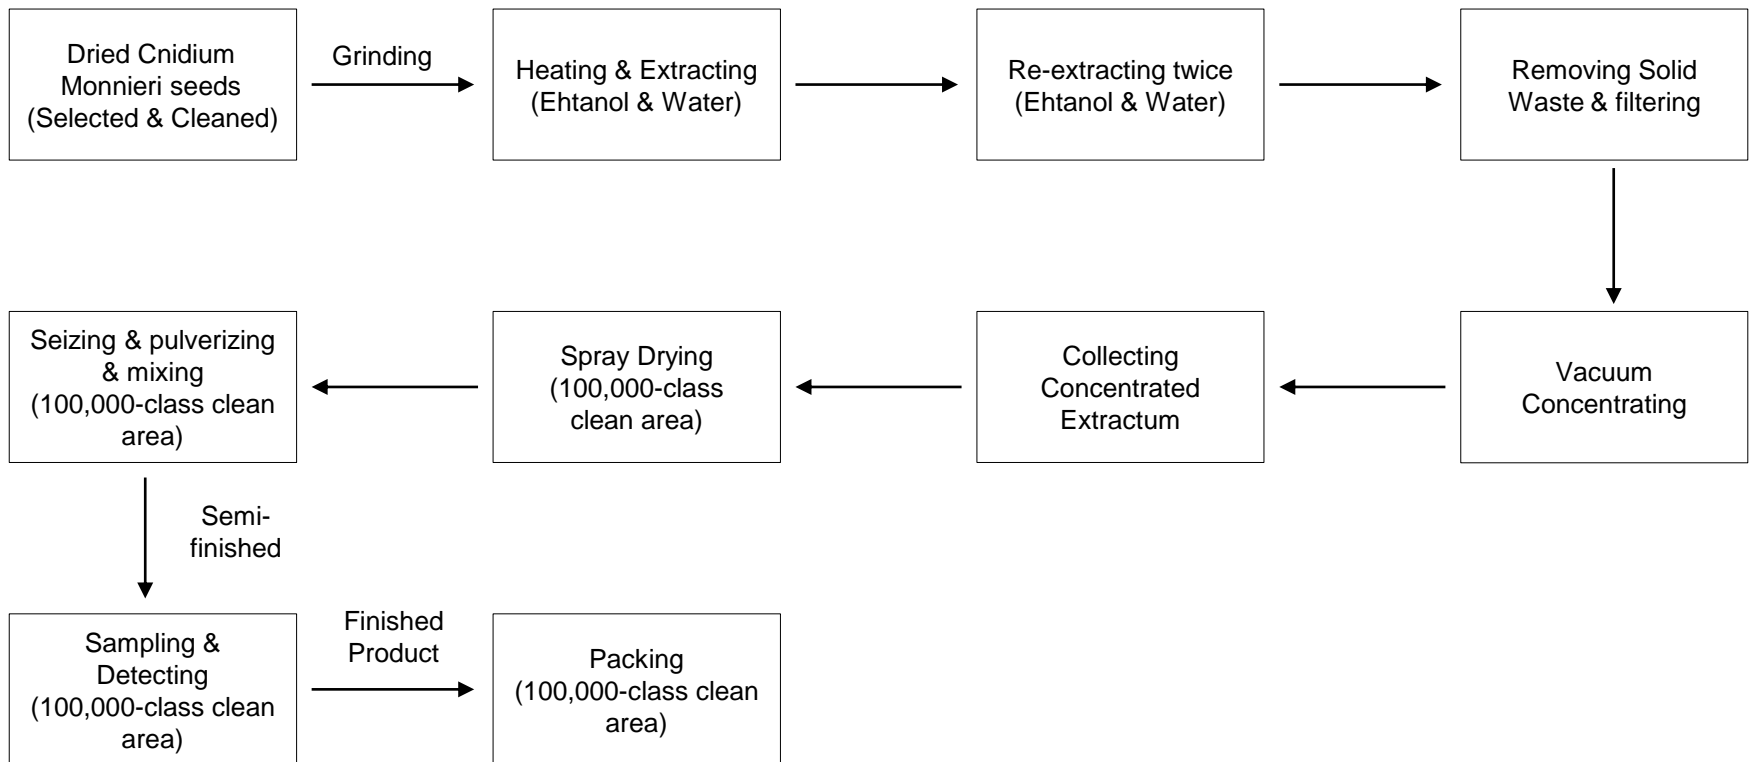 Dried Cnidium
Monnieri seeds
(Selected & Cleaned)
Grinding
Heating & Extracting
(Ehtanol & Water)
Re-extracting twice
(Ehtanol & Water)
Removing Solid
Waste & filtering
Vacuum
Concentrating
Collecting
Concentrated
Extractum
Spray Drying
(100,000-class
clean area)
Seizing & pulverizing
& mixing
(100,000-class clean
area)
Semi-
finished
Sampling &
Detecting
(100,000-class clean
area)
Finished
Product
Packing
(100,000-class clean
area)